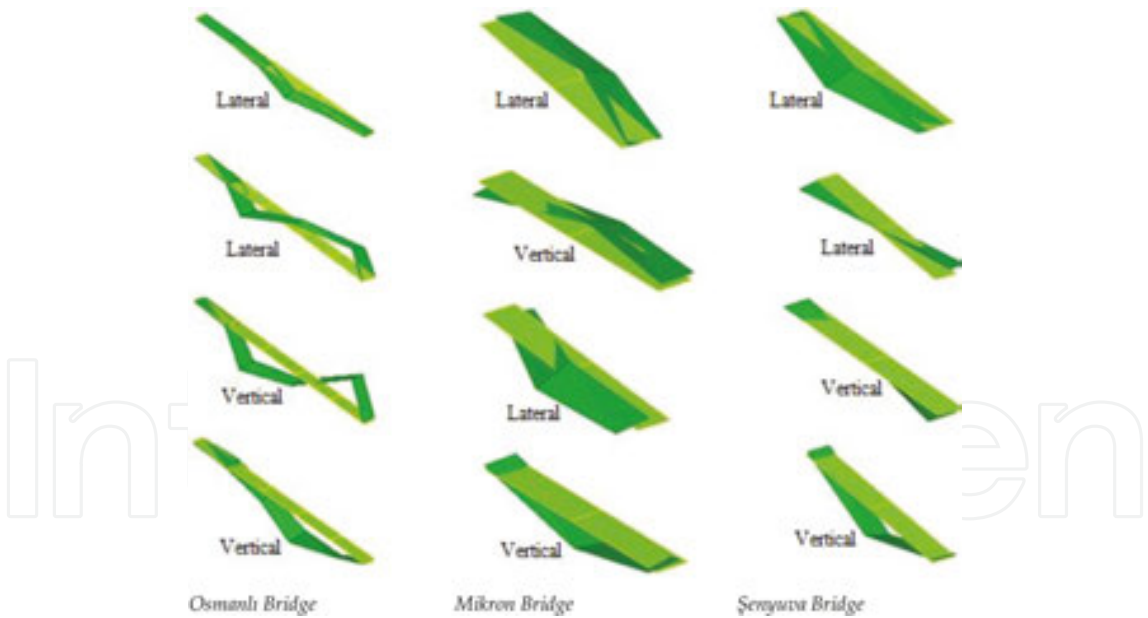 Lateral Lateral Lateral
Lateral Vertical Lateral
Vertical Lateral Vertical
Vertical Vertical Vertical
Osmanlı Bridge Mikron Bridge Şenyuva Bridge